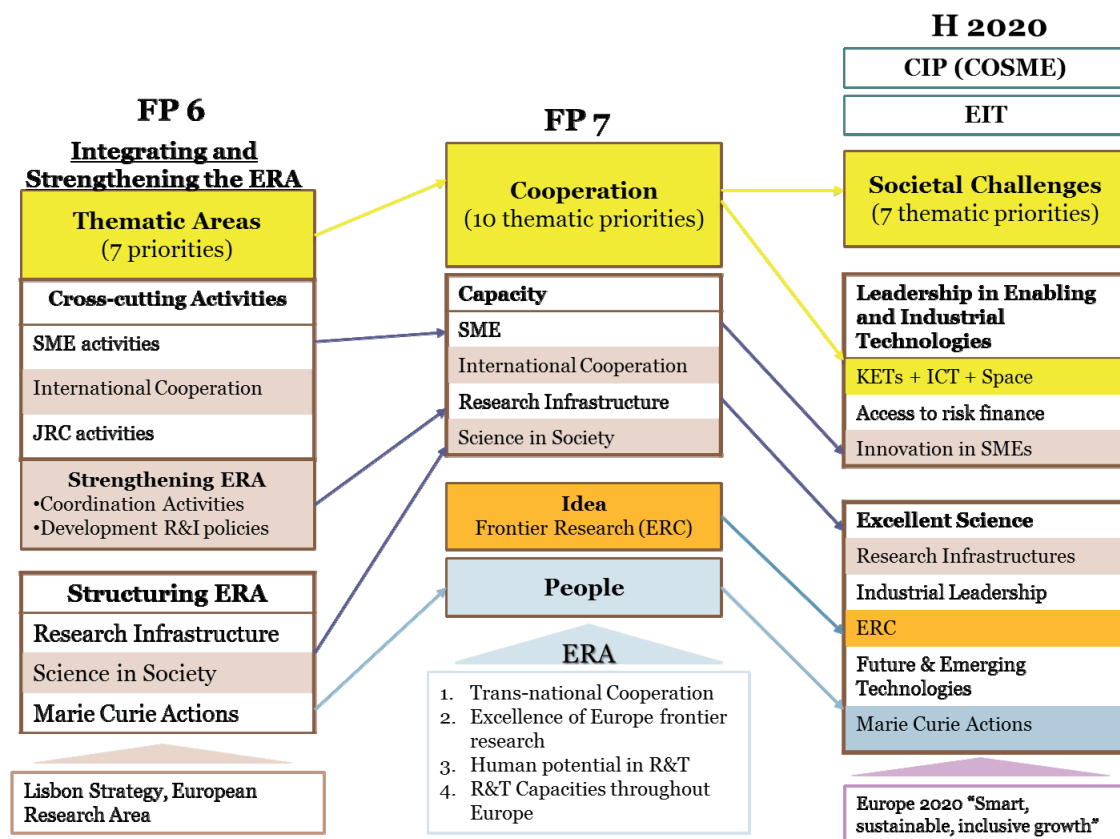 FP 6
Integrating and
Strengthening the ERA
Thematic Areas
(7 priorities)
Cross-cutting Activities
SME activities
International Cooperation
JRC activities
Strengthening ERA
•Coordination Activities
•Development R&I policies
Structuring ERA
Research Infrastructure
Science in Society
Marie Curie Actions
Lisbon Strategy, European
Research Area
FP 7
Cooperation
(10 thematic priorities)
Capacity
SME
International Cooperation
Research Infrastructure
Science in Society
Idea
Frontier Research (ERC)
People
ERA
1. Trans-national Cooperation
2. Excellence of Europe frontier
research
3. Human potential in R&T
4. R&T Capacities throughout
Europe
H 2020
CIP (COSME)
EIT
Societal Challenges
(7 thematic priorities)
Leadership in Enabling
and Industrial
Technologies
KETs + ICT + Space
Access to risk finance
Innovation in SMEs
Excellent Science
Research Infrastructures
Industrial Leadership
ERC
Future & Emerging
Technologies
Marie Curie Actions
Europe 2020 “Smart,
sustainable, inclusive growth”